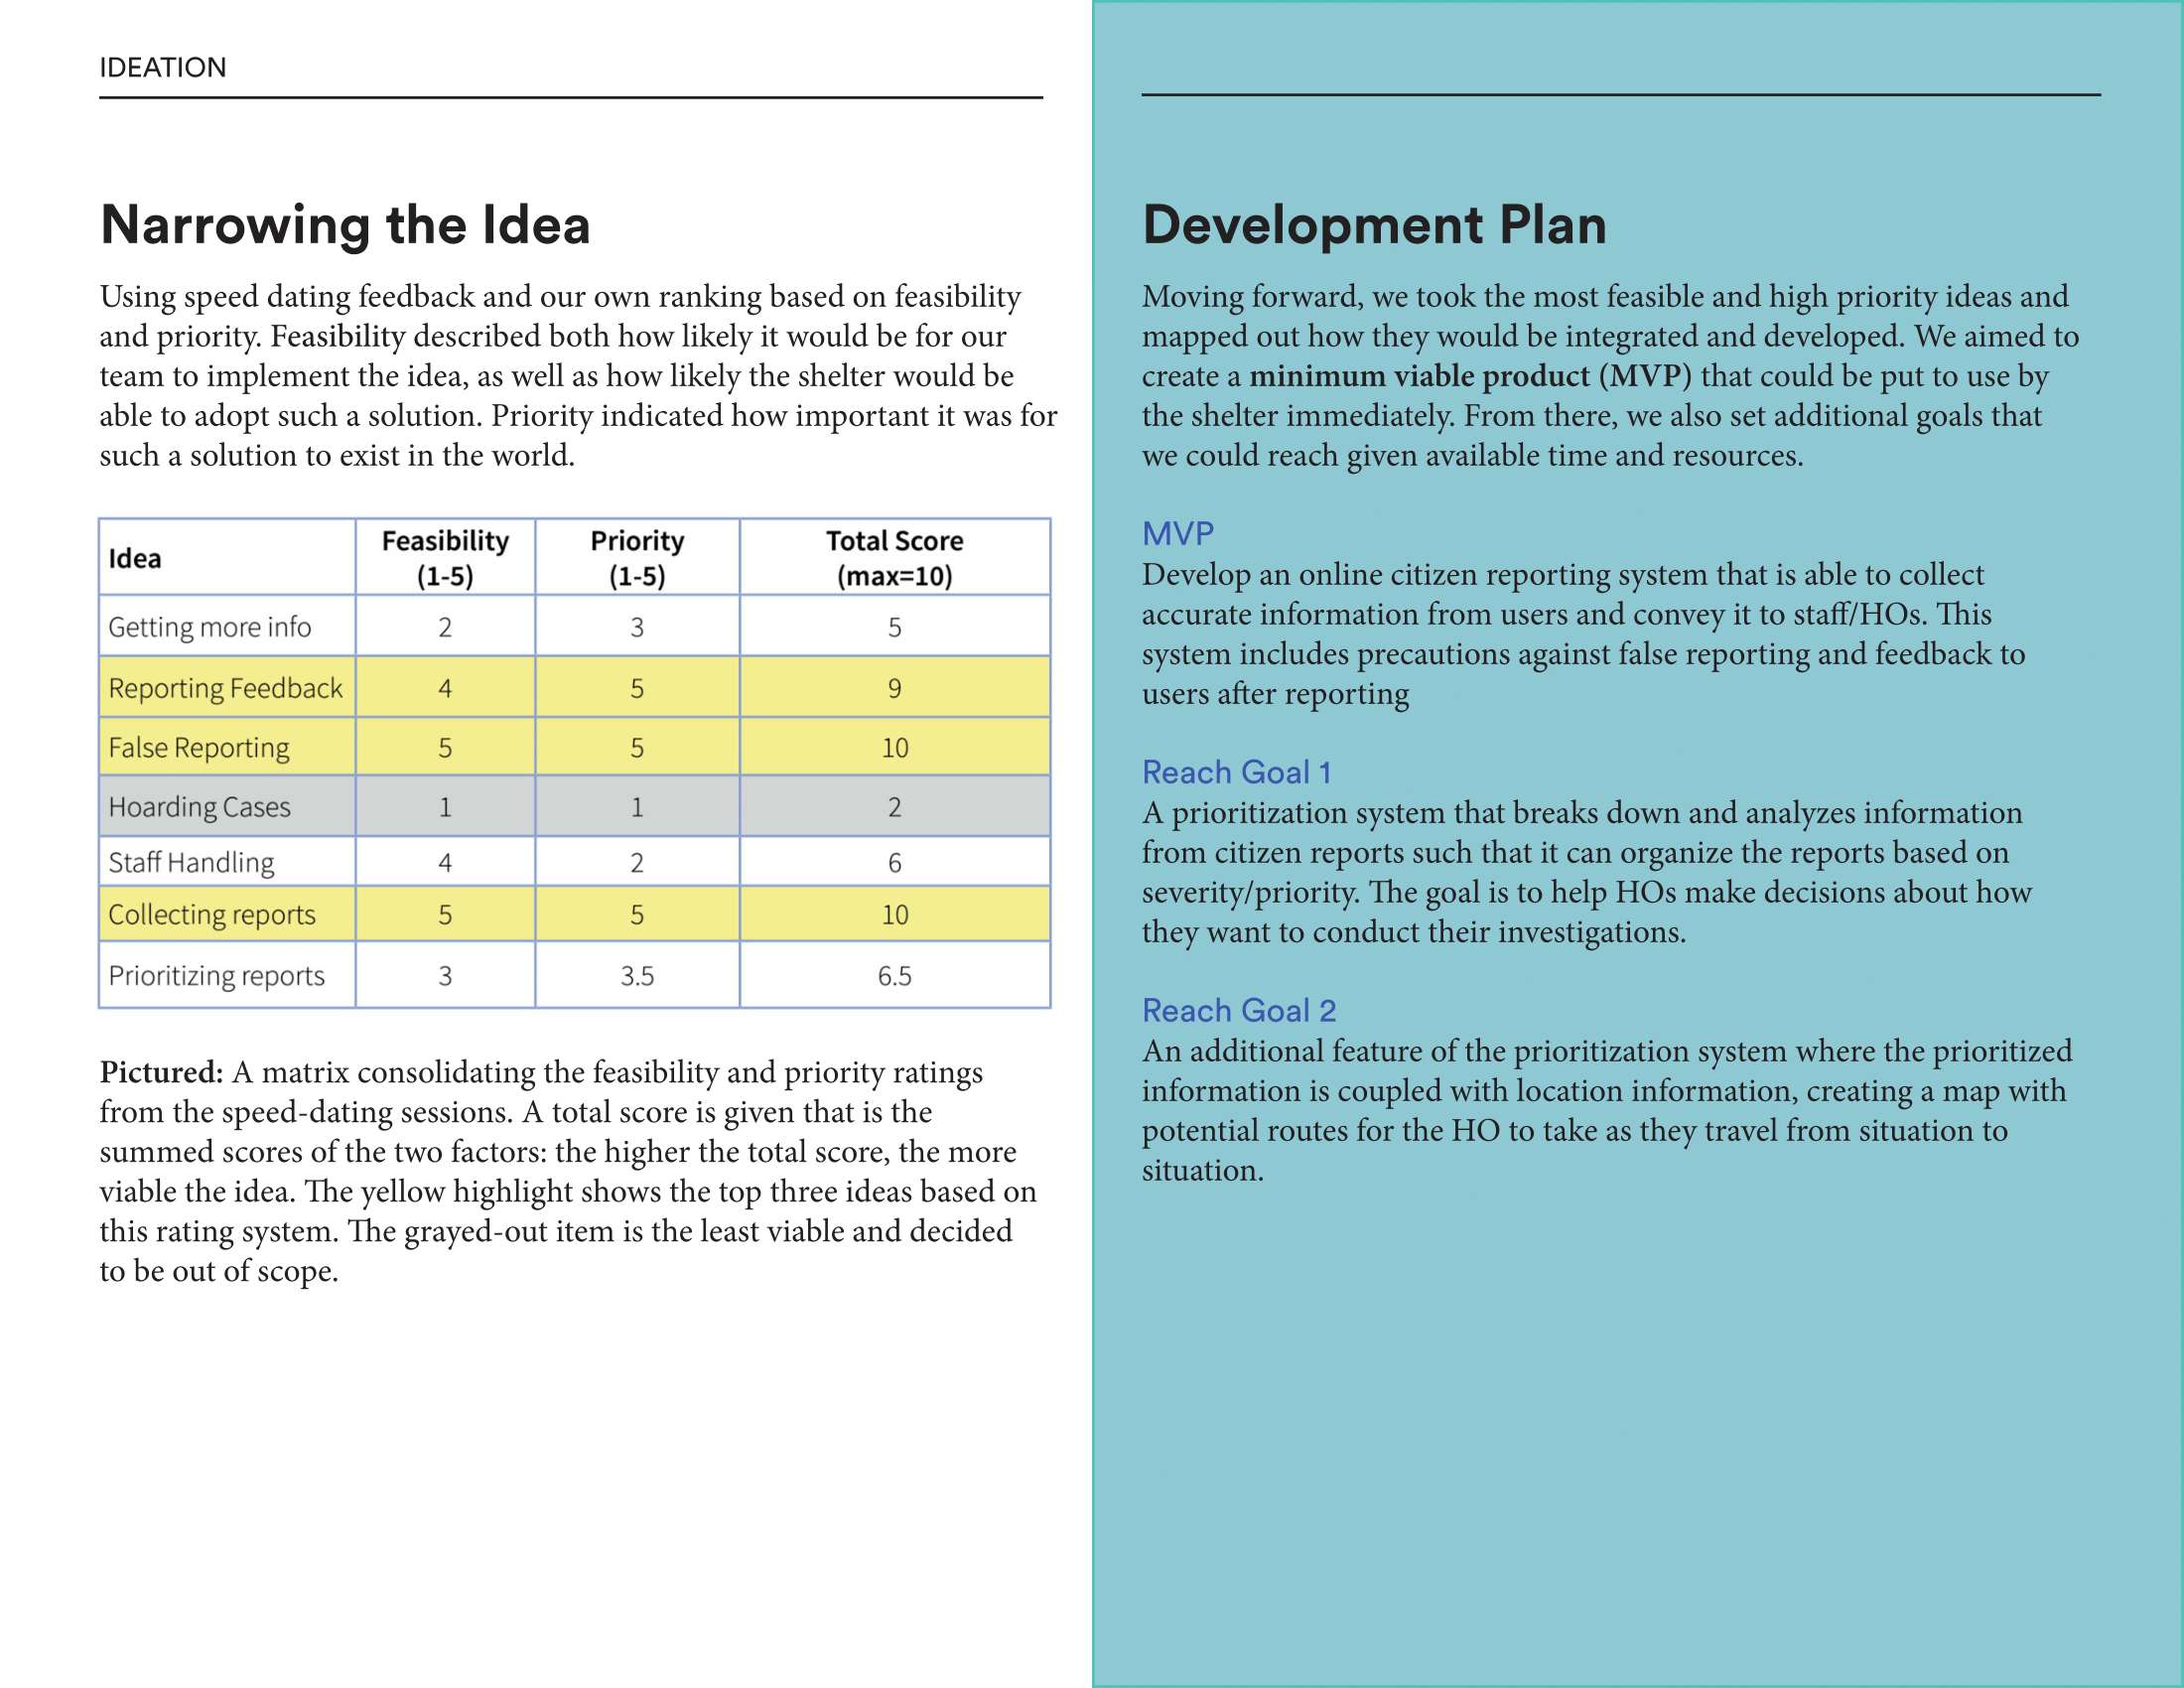 IDEATION
Narrowing the Idea
Using speed dating feedback and our own ranking based on feasibility
and priority. Feasibility described both how likely it would be for our
team to implement the idea, as well as how likely the shelter would be
able to adopt such a solution. Priority indicated how important it was for
such a solution to exist in the world.
Idea Feasibility (1-5) Priority (1-5) Total Score (max=10)
Getting more info 2 3 5
Reporting Feedback 4 5 9
False Reporting 5 5 10
Hoarding Cases 1 1 2
Staff Handling 4 2 6
Collecting reports 5 5 10
Prioritizing reports 3 3.5 6.5
Pictured: A matrix consolidating the feasibility and priority ratings
from the speed-dating sessions. A total score is given that is the
summed scores of the two factors: the higher the total score, the more
viable the idea. The yellow highlight shows the top three ideas based on
this rating system. The grayed-out item is the least viable and decided
to be out of scope.
Development Plan
Moving forward, we took the most feasible and high priority ideas and
mapped out how they would be integrated and developed. We aimed to
create a minimum viable product (MVP) that could be put to use by
the shelter immediately. From there, we also set additional goals that
we could reach given available time and resources.
MVP
Develop an online citizen reporting system that is able to collect
accurate information from users and convey it to staff/HOs. This
system includes precautions against false reporting and feedback to
users after reporting
Reach Goal 1
A prioritization system that breaks down and analyzes information
from citizen reports such that it can organize the reports based on
severity/priority. The goal is to help HOs make decisions about how
they want to conduct their investigations.
Reach Goal 2
An additional feature of the prioritization system where the prioritized
information is coupled with location information, creating a map with
potential routes for the HO to take as they travel from situation to
situation.